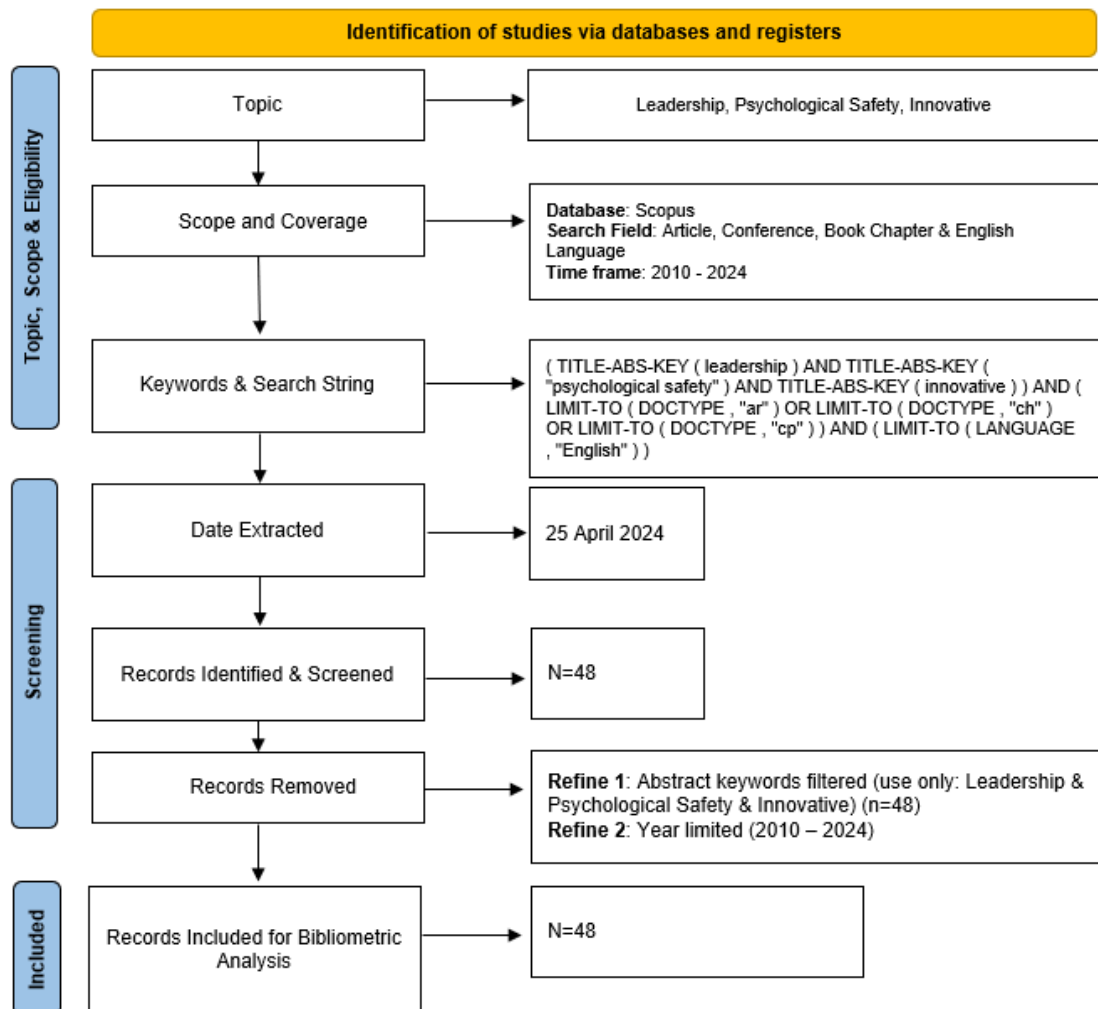 Identification of studies via databases and registers
Topic, Scope & Eligibility
Topic
Leadership, Psychological Safety, Innovative
Scope and Coverage
Database: Scopus
Search Field: Article, Conference, Book Chapter & English
Language
Time frame: 2010 - 2024
Keywords & Search String
( TITLE-ABS-KEY ( leadership ) AND TITLE-ABS-KEY (
"psychological safety" ) AND TITLE-ABS-KEY ( innovative ) ) AND (
LIMIT-TO ( DOCTYPE , "ar" ) OR LIMIT-TO ( DOCTYPE , "ch" )
OR LIMIT-TO ( DOCTYPE , "cp" ) ) AND ( LIMIT-TO ( LANGUAGE
, "English" ) )
Screening
Date Extracted
25 April 2024
Records Identified & Screened
N=48
Records Removed
Refine 1: Abstract keywords filtered (use only: Leadership &
Psychological Safety & Innovative) (n=48)
Refine 2: Year limited (2010 – 2024)
Included
Records Included for Bibliometric
Analysis
N=48